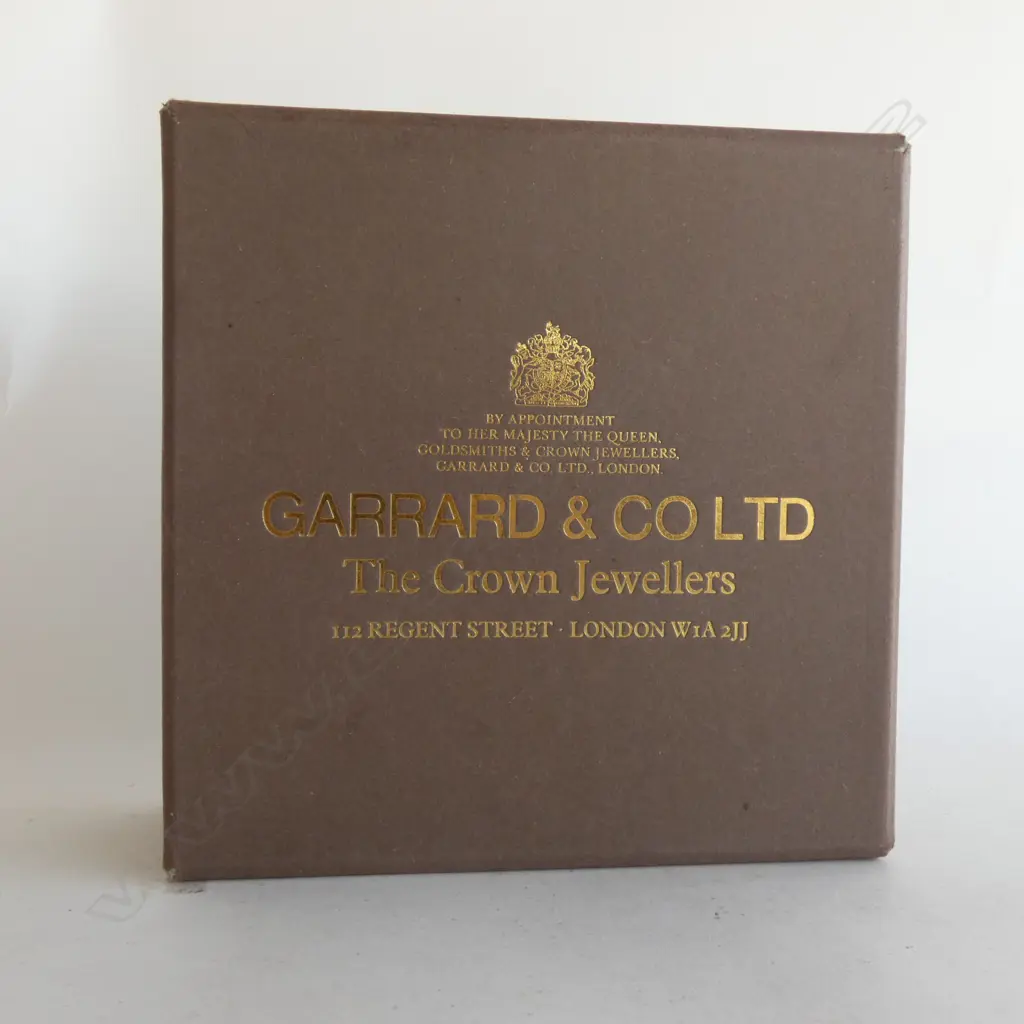 BY APPOINTMENT
TO HER MAJESTY THE QUEEN,
GOLDSMITHS & CROWN JEWELLERS,
GARRARD & CO. LTD., LONDON.
GARRARD & CO LTD
The Crown Jewellers
112 REGENT STREET · LONDON W1A 2JJ